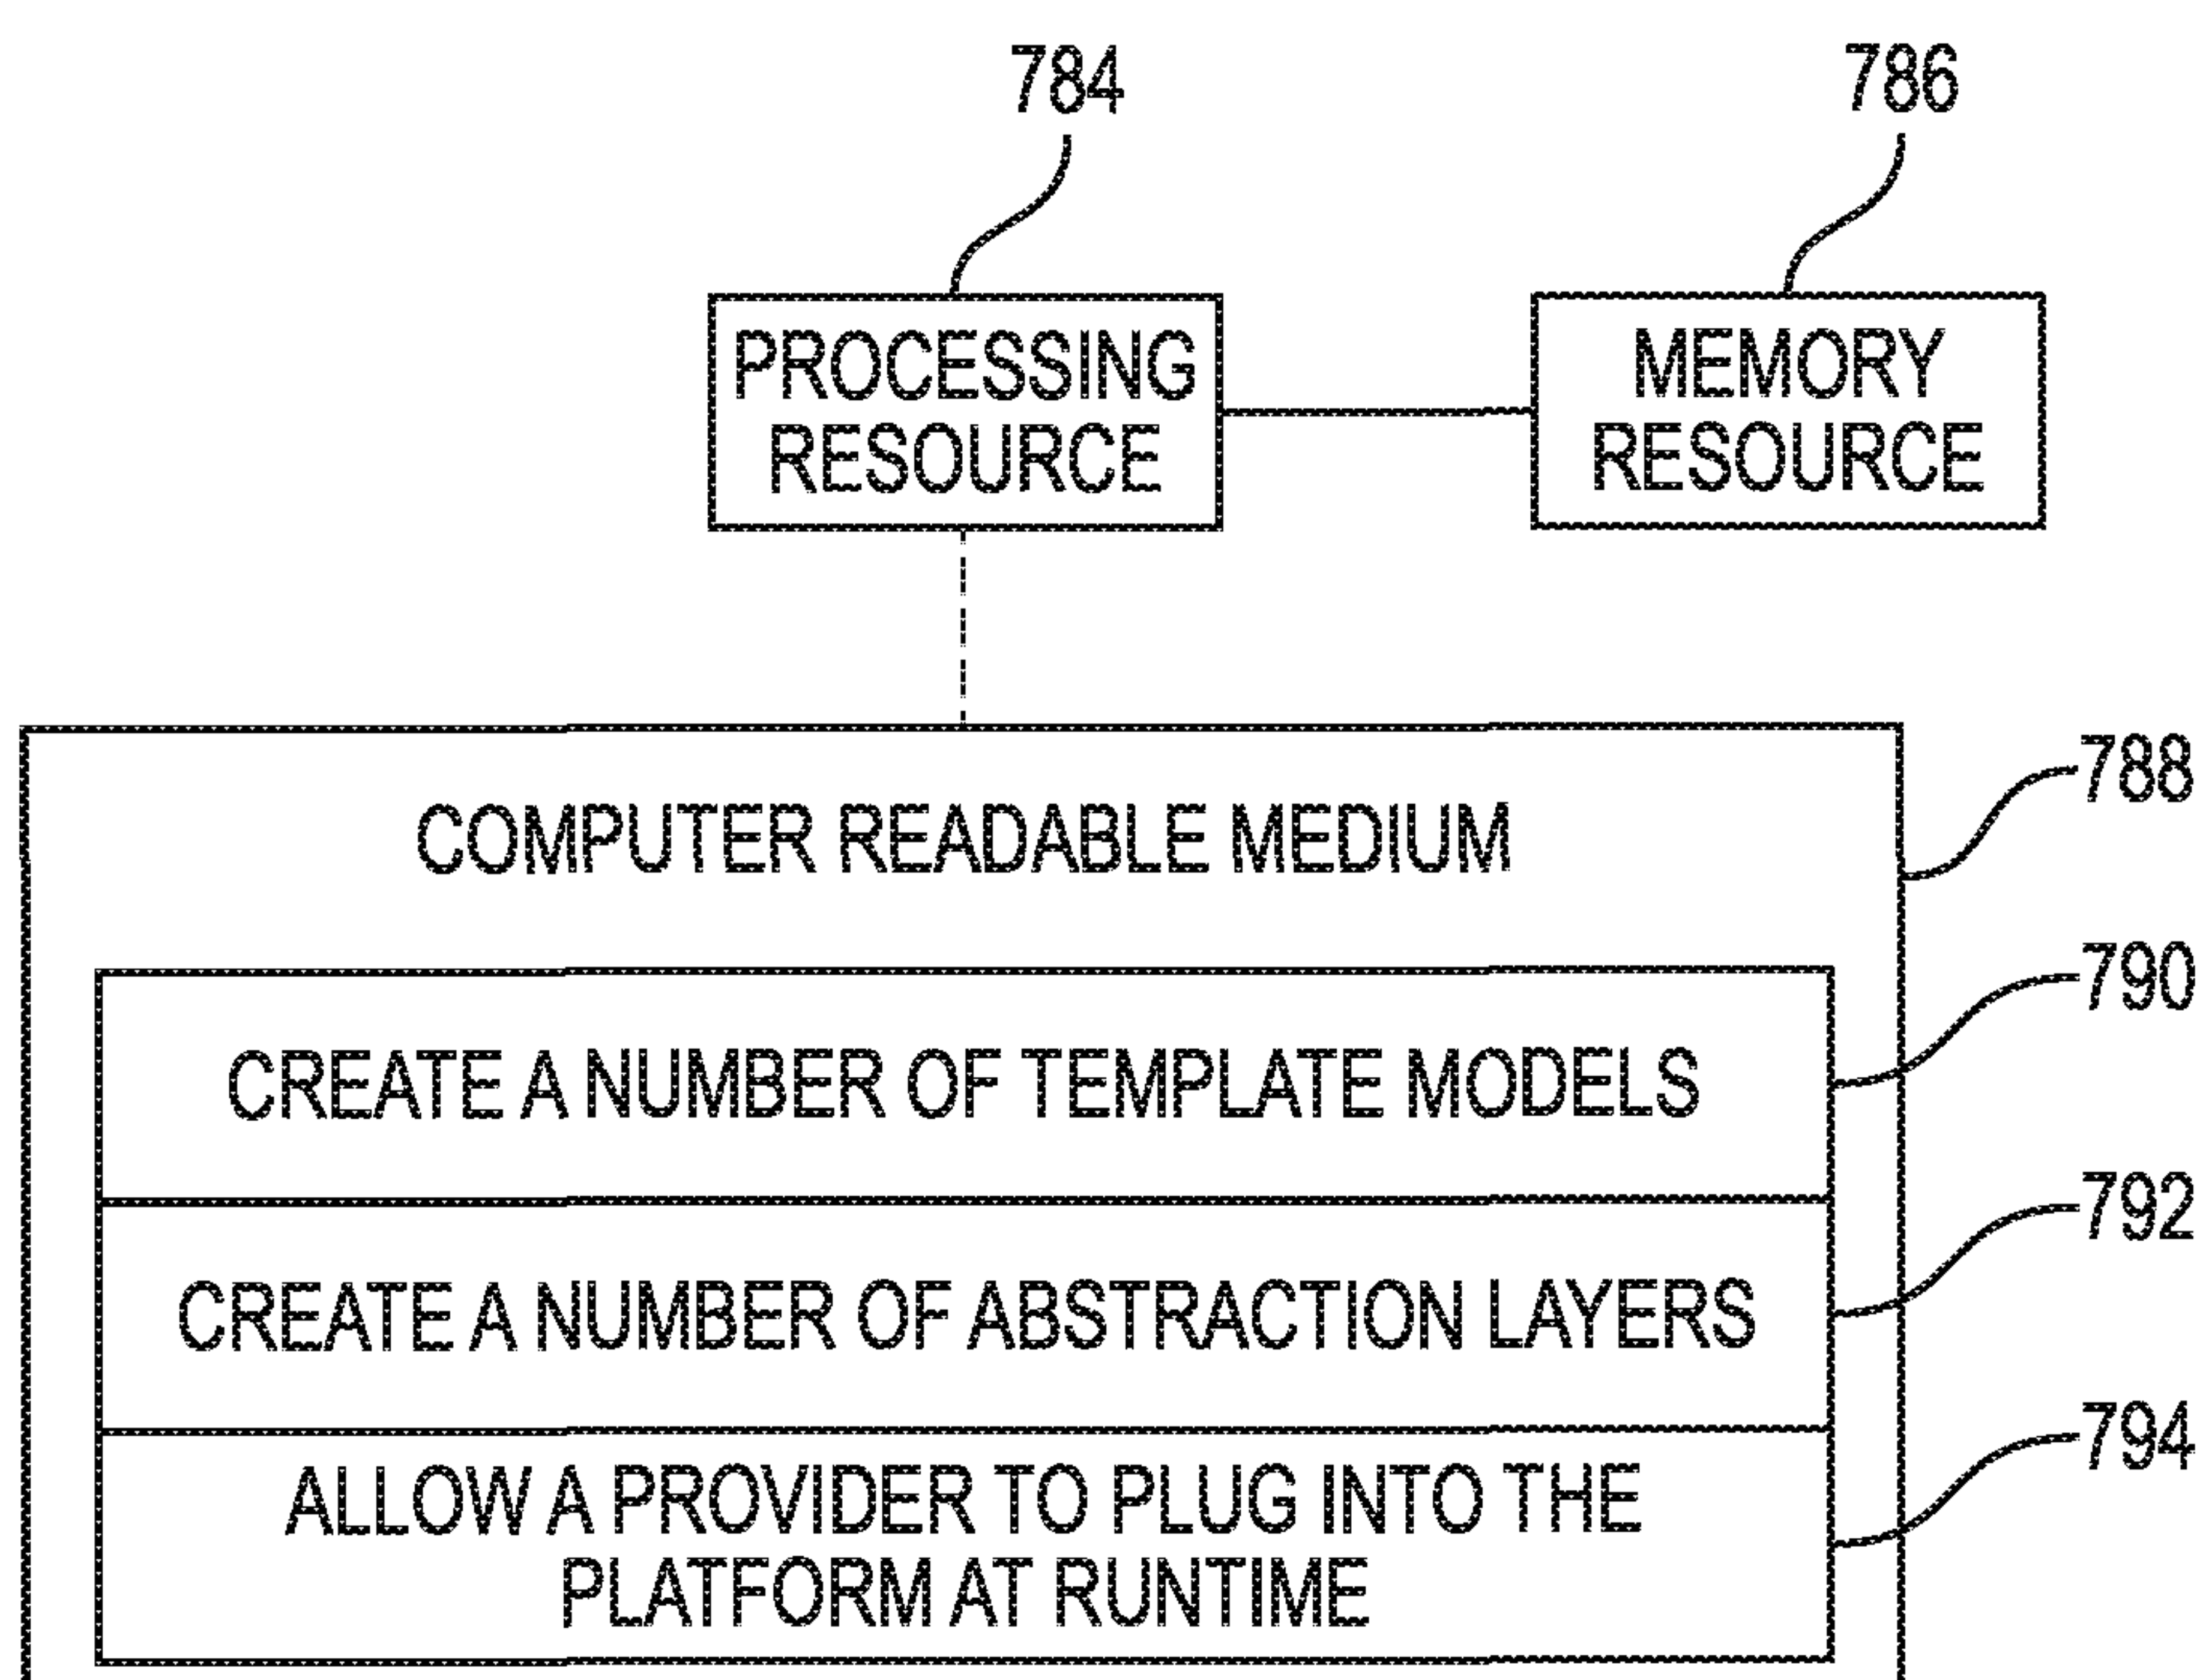 784
786
PROCESSING
RESOURCE
MEMORY
RESOURCE
788
COMPUTER READABLE MEDIUM
790
CREATE A NUMBER OF TEMPLATE MODELS
792
CREATE A NUMBER OF ABSTRACTION LAYERS
794
ALLOW A PROVIDER TO PLUG INTO THE
PLATFORM AT RUNTIME